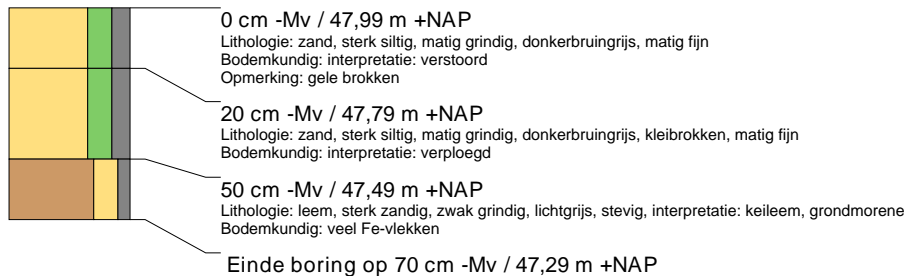 0 cm -Mv / 47,99 m +NAP
Lithologie: zand, sterk siltig, matig grindig, donkerbruingrijs, matig fijn
Bodemkundig: interpretatie: verstoord
Opmerking: gele brokken
20 cm -Mv / 47,79 m +NAP
Lithologie: zand, sterk siltig, matig grindig, donkerbruingrijs, kleibrokken, matig fijn
Bodemkundig: interpretatie: verploegd
50 cm -Mv / 47,49 m +NAP
Lithologie: leem, sterk zandig, zwak grindig, lichtgrijs, stevig, interpretatie: keileem, grondmorene
Bodemkundig: veel Fe-vlekken
Einde boring op 70 cm -Mv / 47,29 m +NAP